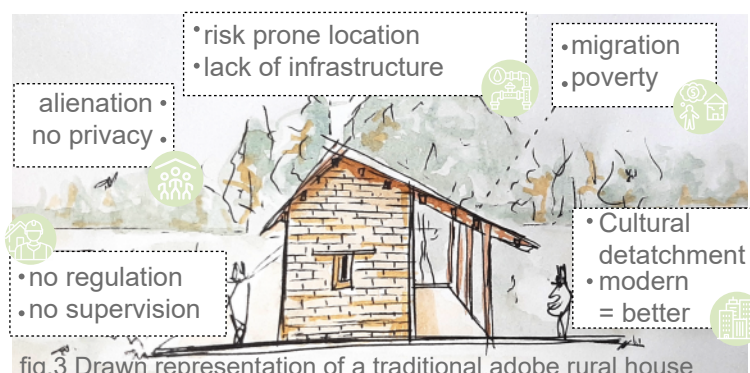 •risk prone location
•lack of infrastructure
•migration
•poverty
alienation •
no privacy •
•no regulation
•no supervision
• Cultural
detatchment
• modern
= better
fig.3 Drawn representation of a traditional adobe rural house